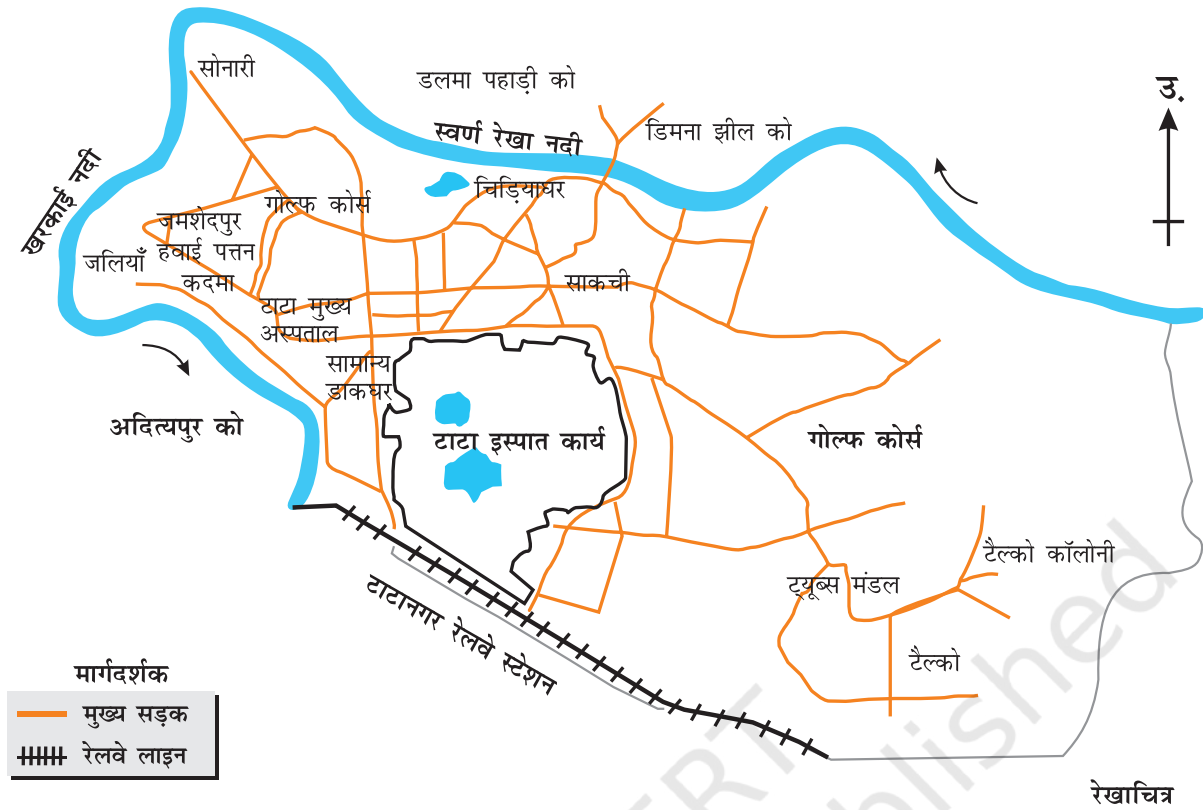 सोनारी
डलमा पहाड़ी को
उ.
स्वर्ण रेखा नदी
डिमना झील को
खरकाई नदी
चिड़ियाघर
गोल्फ कोर्स
जमशेदपुर
हवाई पत्तन
जलियाँ
कदमा
साकची
टाटा मुख्य
अस्पताल
सामान्य
डाकघर
अदित्यपुर को
टाटा इस्पात कार्य
गोल्फ कोर्स
टैल्को कॉलोनी
ट्यूब्स मंडल
टाटानगर रेलवे स्टेशन
टैल्को
मार्गदर्शक
मुख्य सड़क
रेलवे लाइन
रेखाचित्र